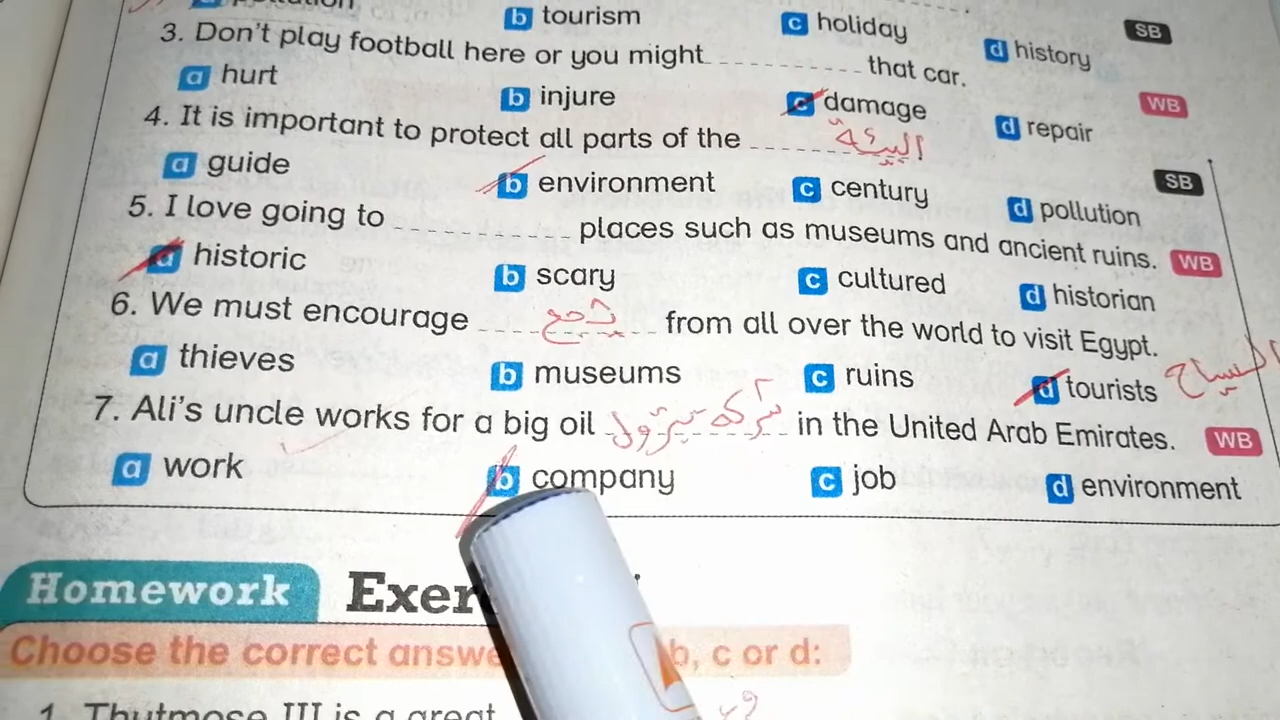 b tourism c holiday d history SB
3. Don't play football here or you might ---------- that car.
a hurt b injure c damage d repair WB
4. It is important to protect all parts of the ---------- البيئة
a guide b environment c century d pollution SB
5. I love going to ---------- places such as museums and ancient ruins. WB
a historic b scary c cultured d historian
6. We must encourage ---------- from all over the world to visit Egypt.
a thieves b museums c ruins d tourists السياح
7. Ali's uncle works for a big oil شركة بترول in the United Arab Emirates. WB
a work b company c job d environment
Homework
Choose the correct b, c or d:
1. Thutmose III is a great